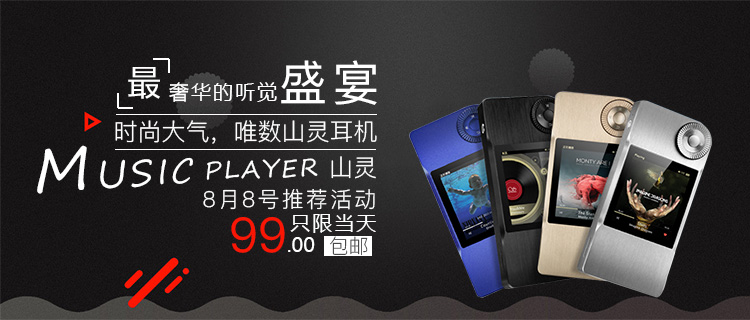 最奢华的听觉盛宴
时尚大气，唯数山灵耳机
MUSIC PLAYER 山灵
8月8号推荐活动
99.00 只限当天
包邮
MONTY ARE I